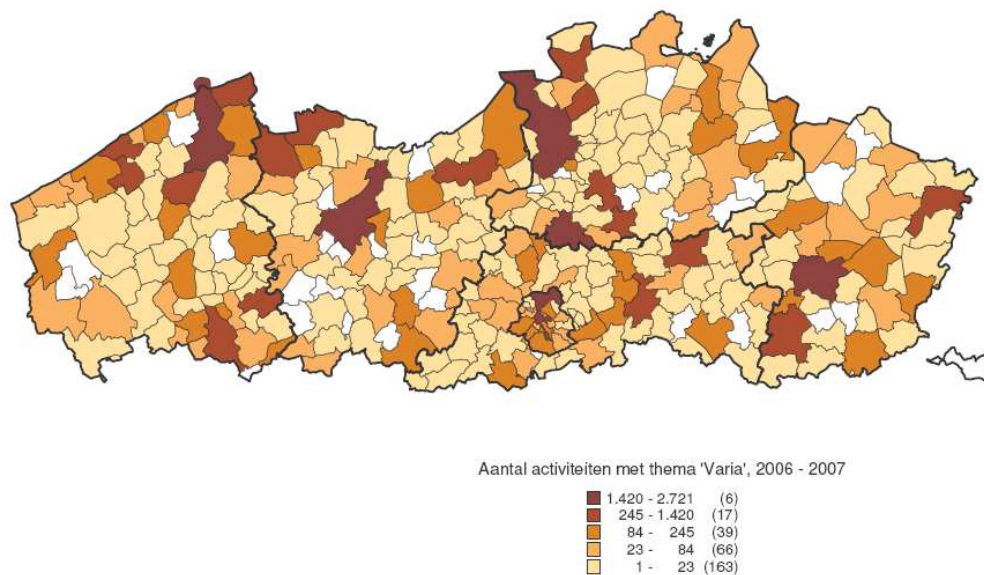 Aantal activiteiten met thema 'Varia', 2006 - 2007
1.420 - 2.721 (6)
245 - 1.420 (17)
84 - 245 (39)
23 - 84 (66)
1 - 23 (163)